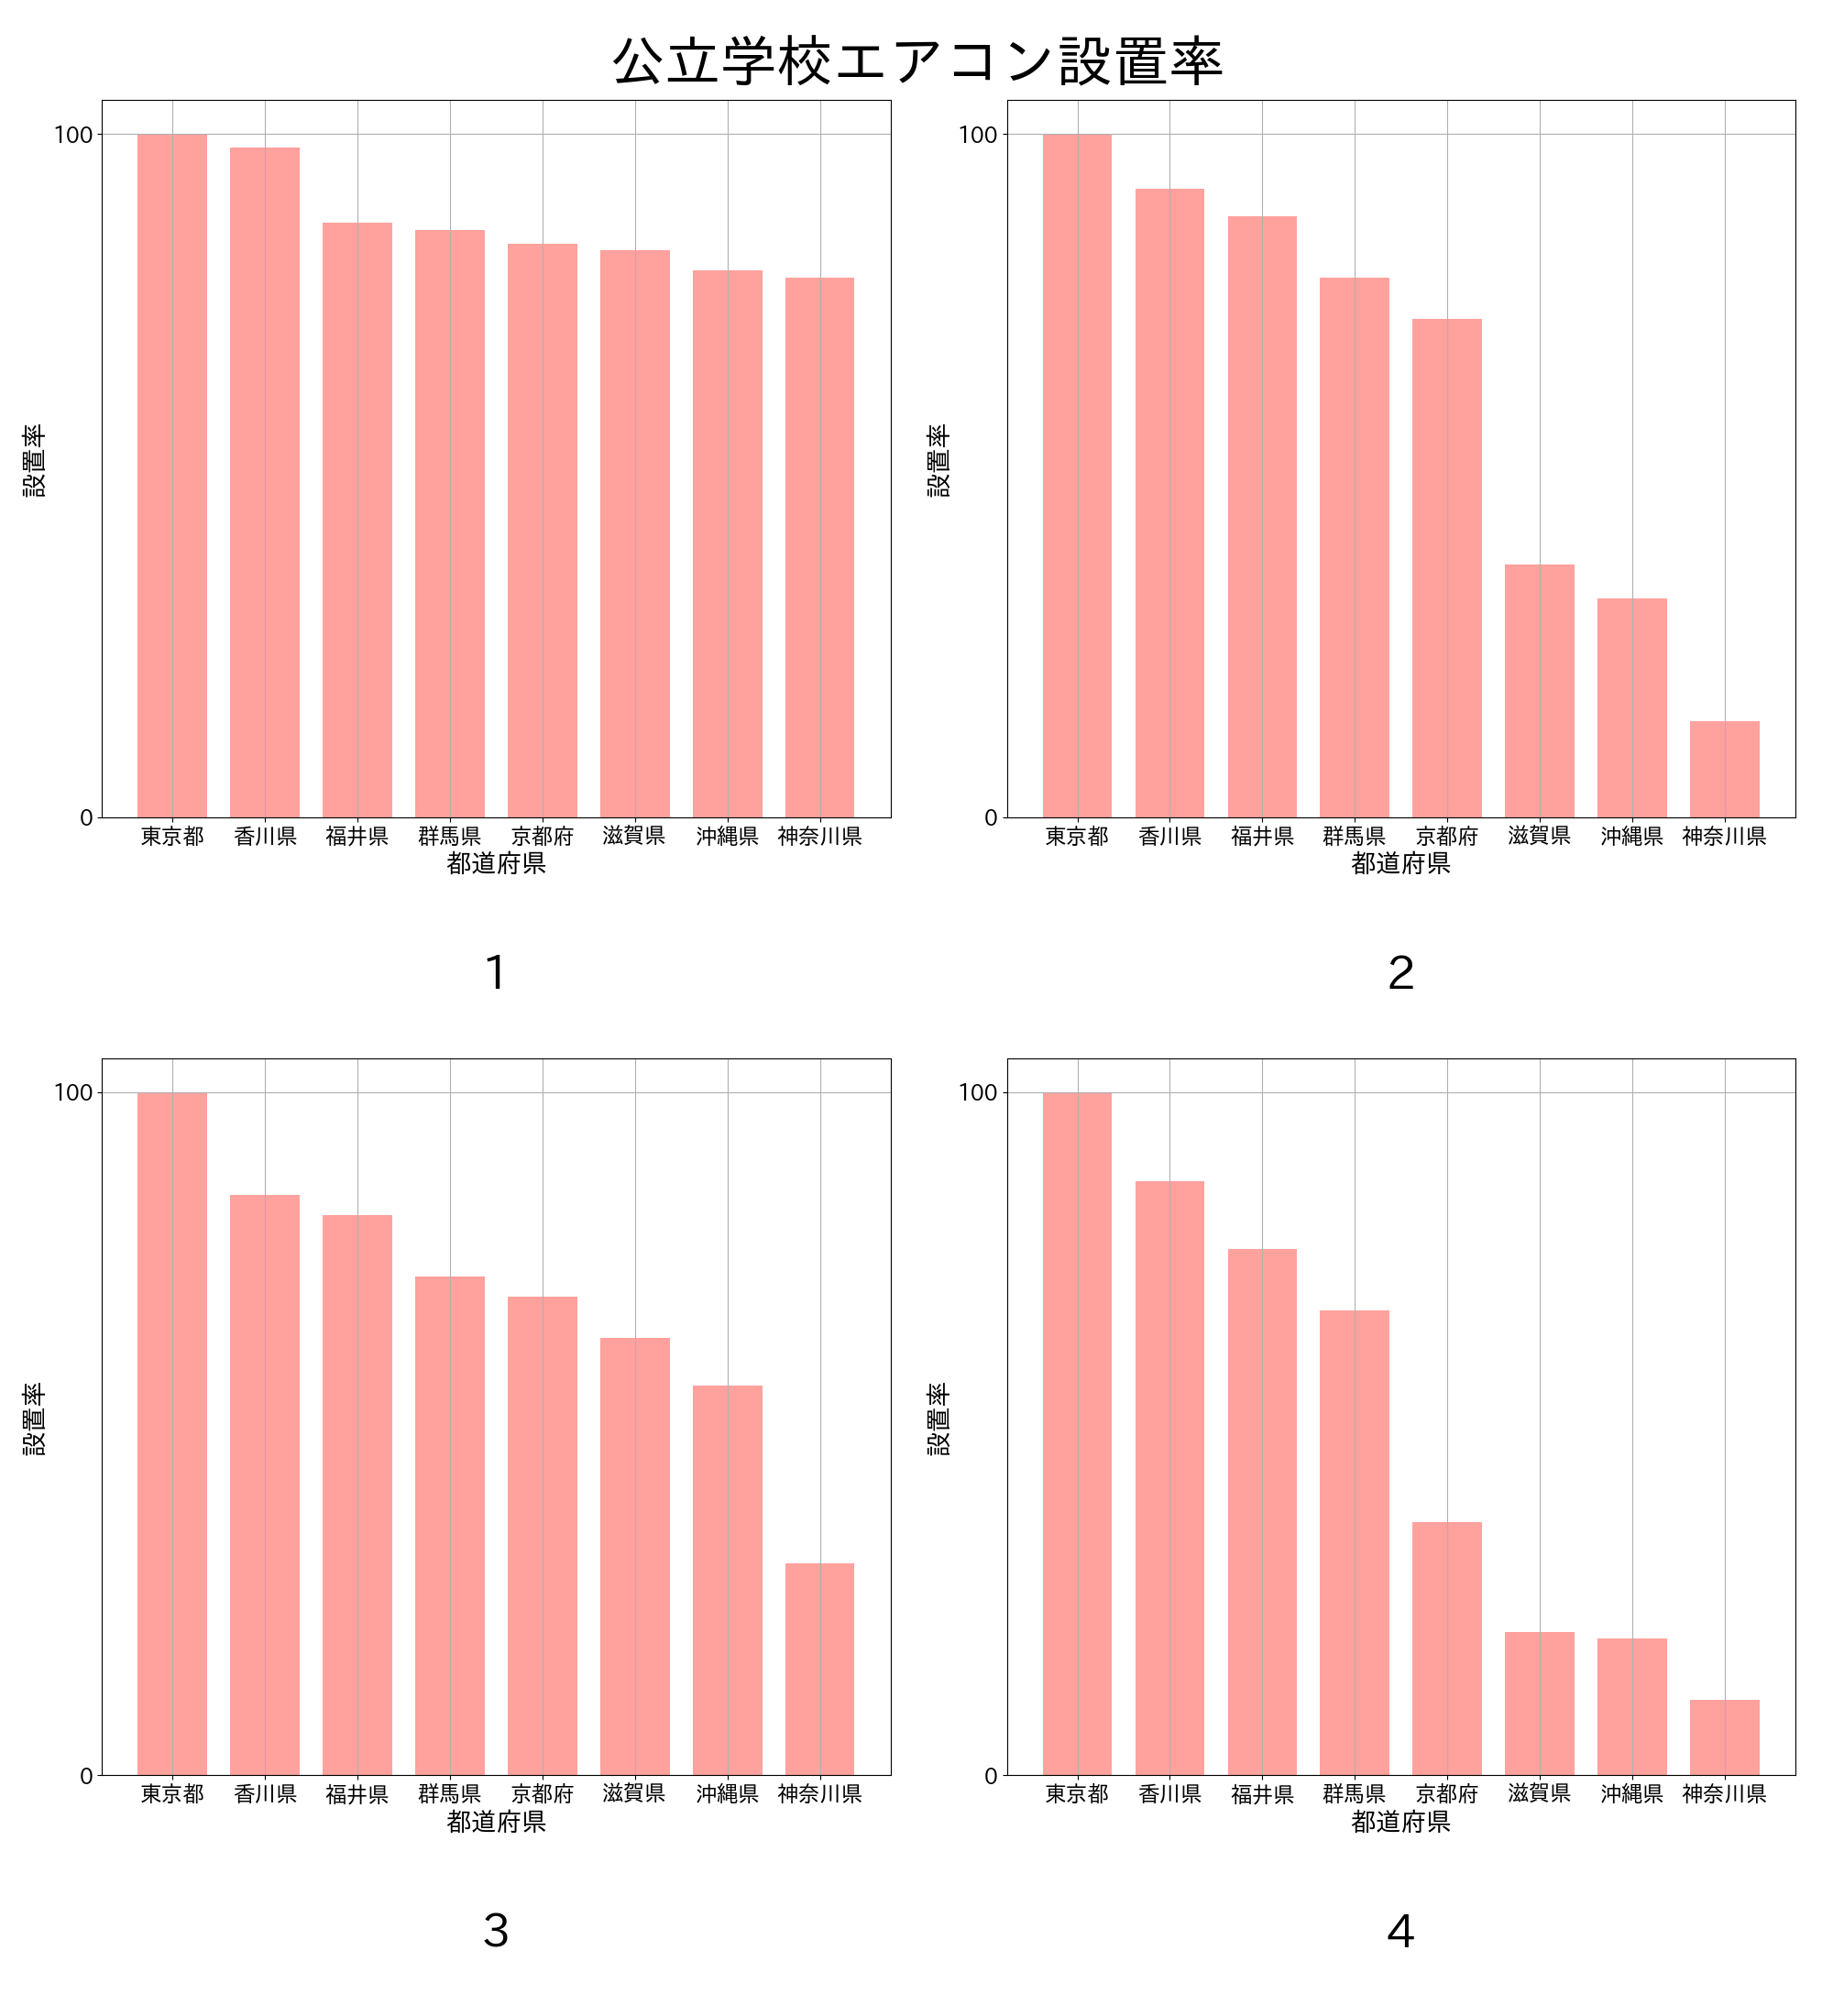 公立学校エアコン設置率
100
設置率
0
東京都 香川県 福井県 群馬県 京都府 滋賀県 沖縄県 神奈川県
都道府県
1
100
設置率
0
東京都 香川県 福井県 群馬県 京都府 滋賀県 沖縄県 神奈川県
都道府県
2
100
設置率
0
東京都 香川県 福井県 群馬県 京都府 滋賀県 沖縄県 神奈川県
都道府県
3
100
設置率
0
東京都 香川県 福井県 群馬県 京都府 滋賀県 沖縄県 神奈川県
都道府県
4